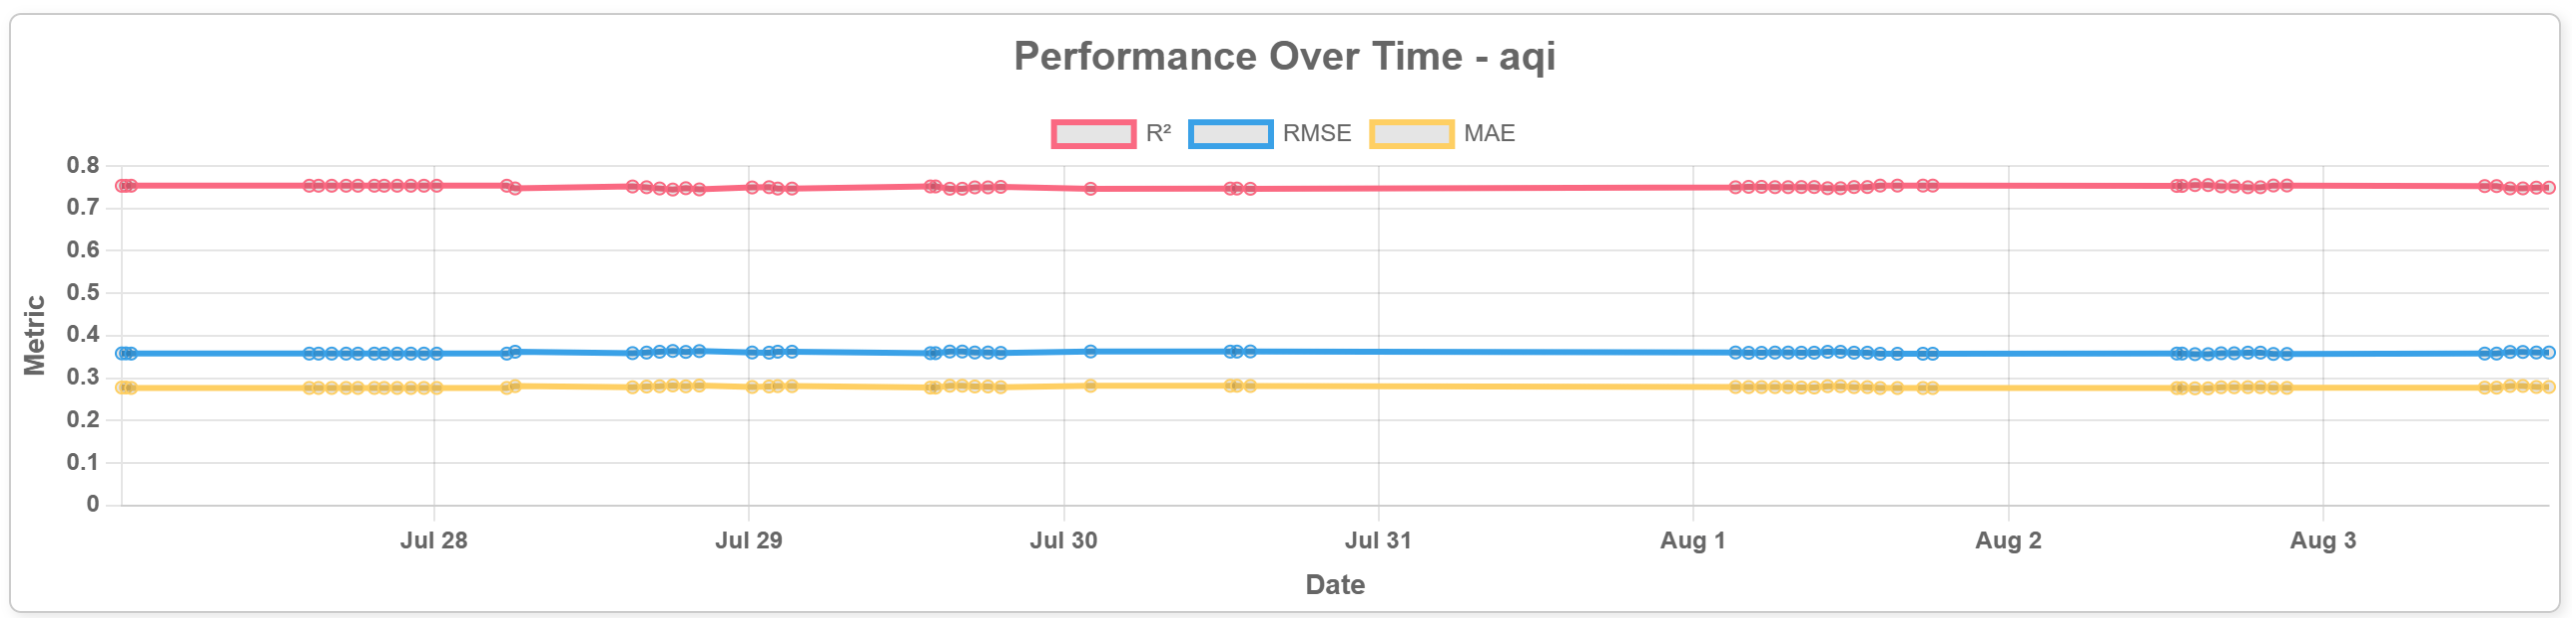 Performance Over Time - aqi
R² RMSE MAE
0.8
0.7
0.6
0.5
0.4
0.3
0.2
0.1
0
Metric
Jul 28 Jul 29 Jul 30 Jul 31 Aug 1 Aug 2 Aug 3
Date